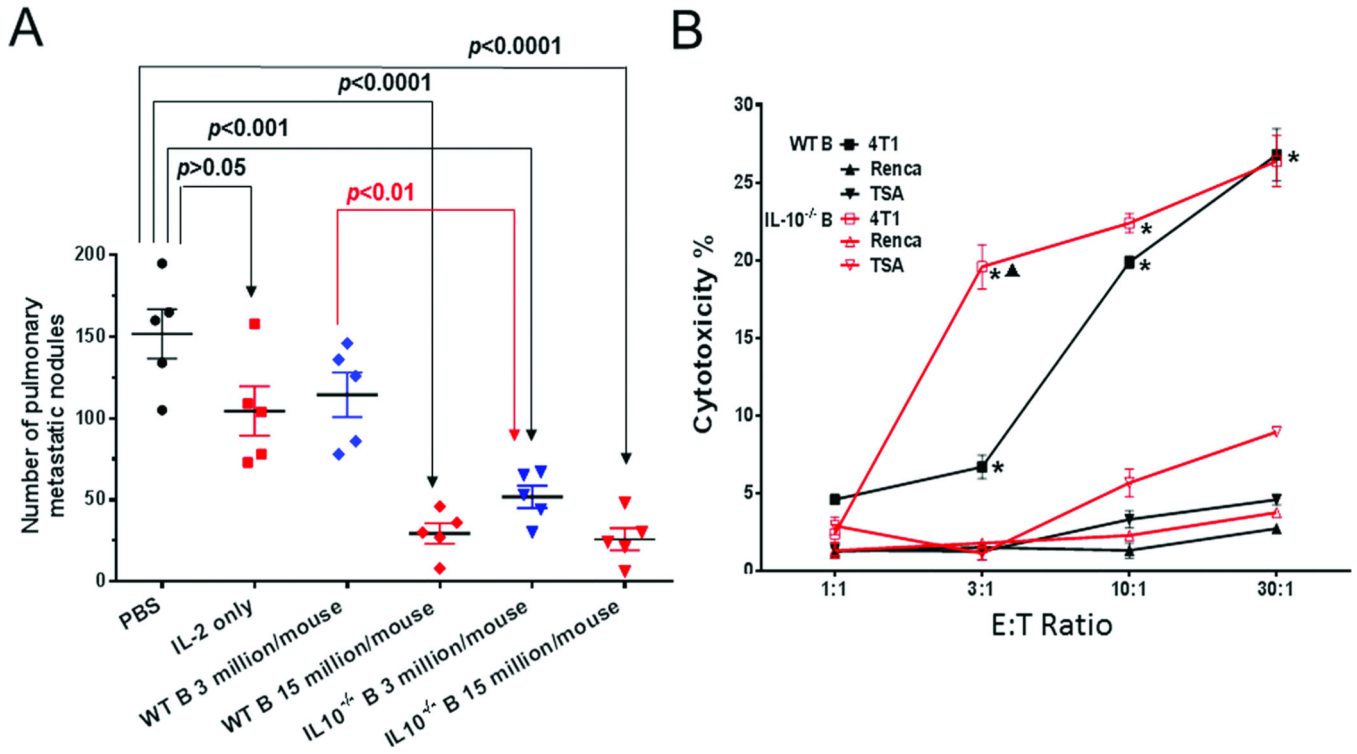 A
p<0.0001
p<0.0001
p<0.001
p>0.05
p<0.01
200
150
100
50
0
Number of pulmonary
metastatic nodules
PBS
IL-2 only
WT B 3 million/mouse
WT B 15 million/mouse
IL10-/- B 3 million/mouse
IL10-/- B 15 million/mouse
B
30
25
20
15
10
5
0
Cytotoxicity %
WT B 4T1
Renca
TSA
IL-10-/- B 4T1
Renca
TSA
*
*
*
*
*
1:1
3:1
10:1
30:1
E:T Ratio